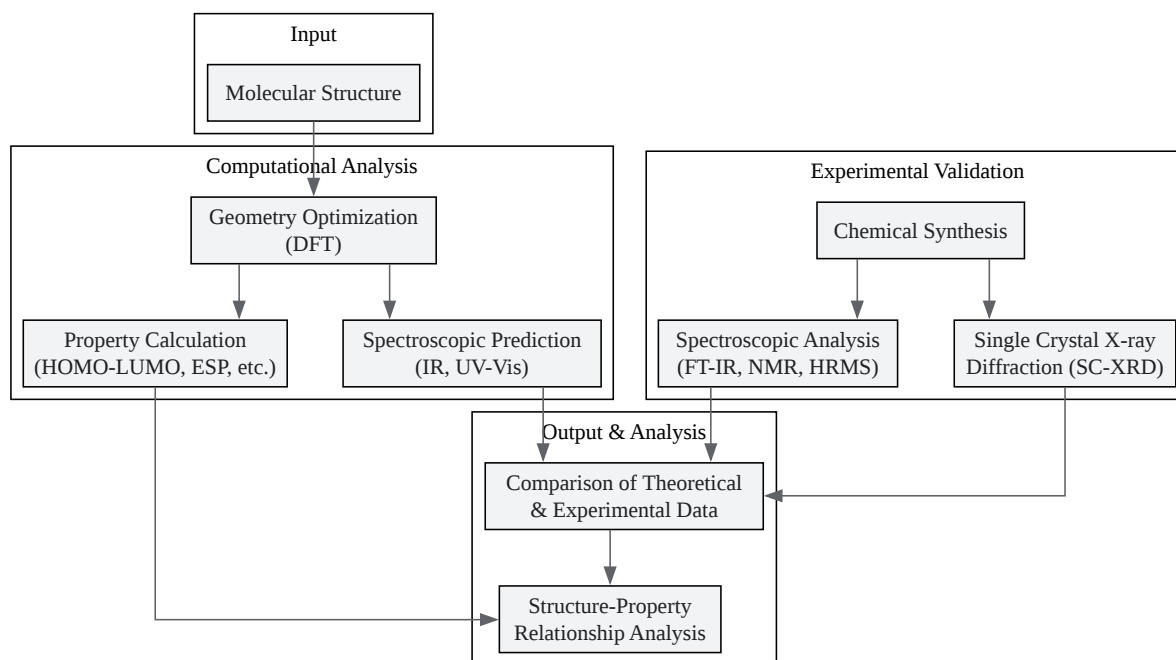 Input
Molecular Structure
Computational Analysis
Geometry Optimization
(DFT)
Property Calculation
(HOMO-LUMO, ESP, etc.)
Spectroscopic Prediction
(IR, UV-Vis)
Experimental Validation
Chemical Synthesis
Spectroscopic Analysis
(FT-IR, NMR, HRMS)
Single Crystal X-ray
Diffraction (SC-XRD)
Output & Analysis
Comparison of Theoretical
& Experimental Data
Structure-Property
Relationship Analysis